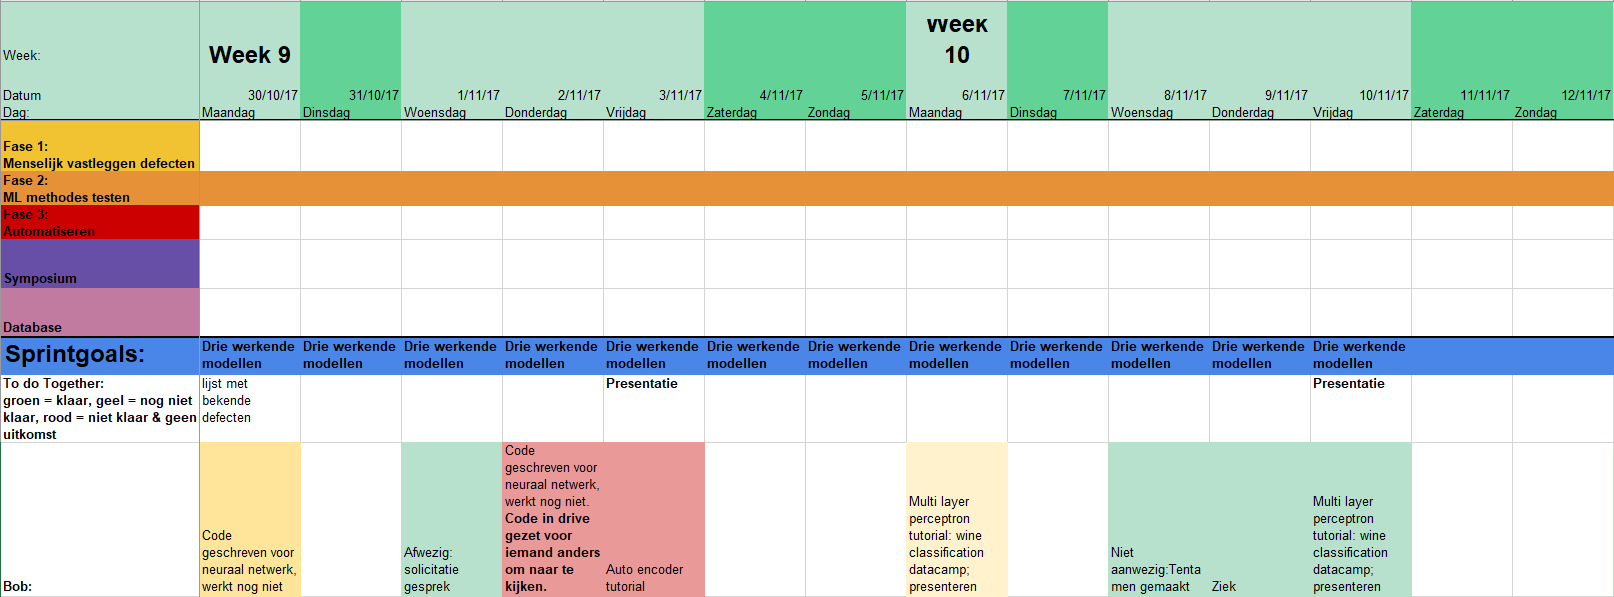 Week:
Week 9
Week
10
Datum
30/10/17
31/10/17
1/11/17
2/11/17
3/11/17
4/11/17
5/11/17
6/11/17
7/11/17
8/11/17
9/11/17
10/11/17
11/11/17
12/11/17
Dag:
Maandag
Dinsdag
Woensdag
Donderdag
Vrijdag
Zaterdag
Zondag
Maandag
Dinsdag
Woensdag
Donderdag
Vrijdag
Zaterdag
Zondag
Fase 1:
Menselijk vastleggen defecten
Fase 2:
ML methodes testen
Fase 3:
Automatiseren
Symposium
Database
Sprintgoals:
Drie werkende
modellen
Drie werkende
modellen
Drie werkende
modellen
Drie werkende
modellen
Drie werkende
modellen
Drie werkende
modellen
Drie werkende
modellen
Drie werkende
modellen
Drie werkende
modellen
Drie werkende
modellen
Drie werkende
modellen
Drie werkende
modellen
To do Together:
groen = klaar, geel = nog niet
klaar, rood = niet klaar & geen
uitkomst
lijst met
bekende
defecten
Presentatie
Presentatie
Bob:
Code
geschreven voor
neuraal netwerk,
werkt nog niet
Afwezig:
solicitatie
gesprek
Code
geschreven voor
neuraal netwerk,
werkt nog niet.
Code in drive
gezet voor
iemand anders
om naar te
kijken.
Auto encoder
tutorial
Multi layer
perceptron
tutorial: wine
classification
datacamp;
presenteren
Niet
aanwezig:Tenta
men gemaakt
Ziek
Multi layer
perceptron
tutorial: wine
classification
datacamp;
presenteren